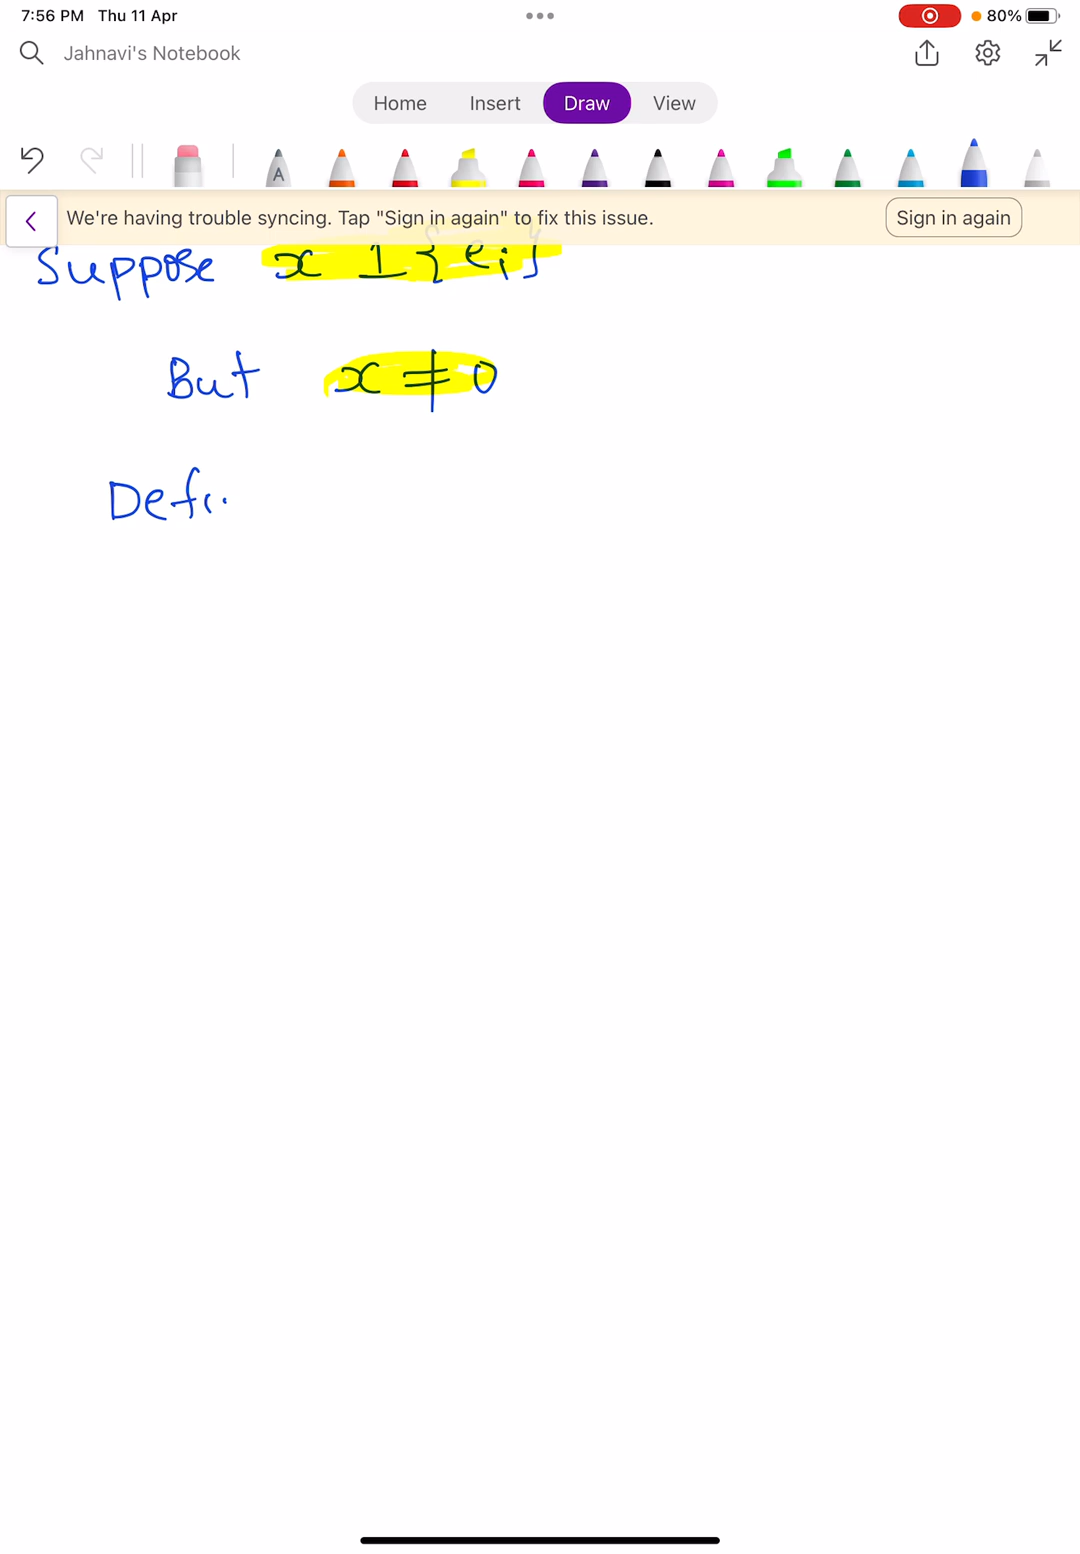 7:56 PM Thu 11 Apr
80%
Jahnavi's Notebook
Home Insert Draw View
A
We're having trouble syncing. Tap "Sign in again" to fix this issue.
Sign in again
Suppose x ⊥ {ei}
But x ≠ 0
Defi